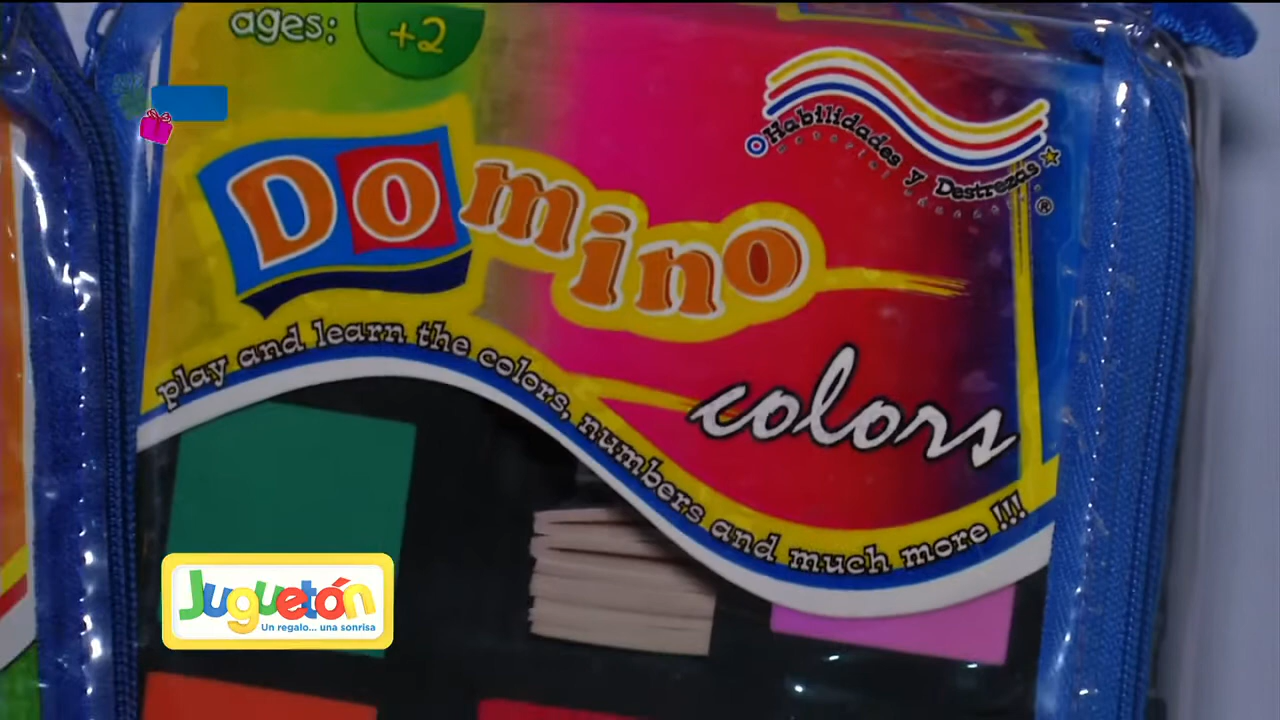 ages: +2
Habilidades y Destrezas ®
Domino
colors
play and learn the colors, numbers and much more !!!
Juguetón
Un regalo... una sonrisa